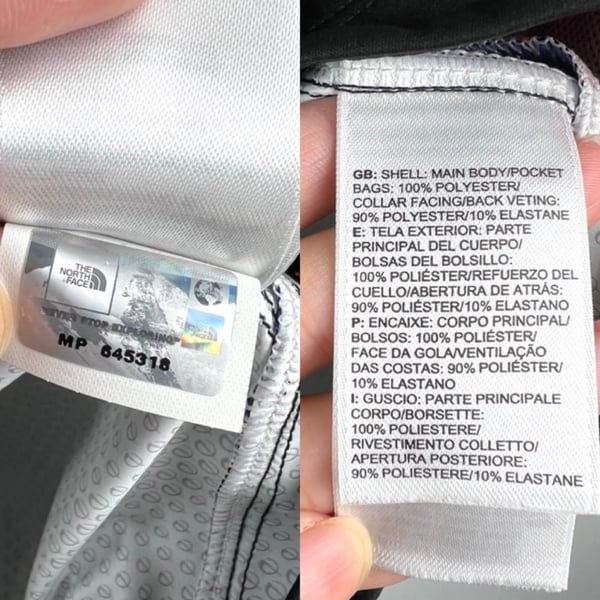 THE
NORTH
FACE
NEVER STOP EXPLORING
MP 645318
GB: SHELL: MAIN BODY/POCKET
BAGS: 100% POLYESTER/
COLLAR FACING/BACK VETING:
90% POLYESTER/10% ELASTANE
E: TELA EXTERIOR: PARTE
PRINCIPAL DEL CUERPO/
BOLSAS DEL BOLSILLO:
100% POLIÉSTER/REFUERZO DEL
CUELLO/ABERTURA DE ATRÁS:
90% POLIÉSTER/10% ELASTANO
P: ENCAIXE: CORPO PRINCIPAL/
BOLSOS: 100% POLIÉSTER/
FACE DA GOLA/VENTILAÇÃO
DAS COSTAS: 90% POLIÉSTER/
10% ELASTANO
I: GUSCIO: PARTE PRINCIPALE
CORPO/BORSETTE:
100% POLIESTERE/
RIVESTIMENTO COLLETTO/
APERTURA POSTERIORE:
90% POLIESTERE/10% ELASTANE